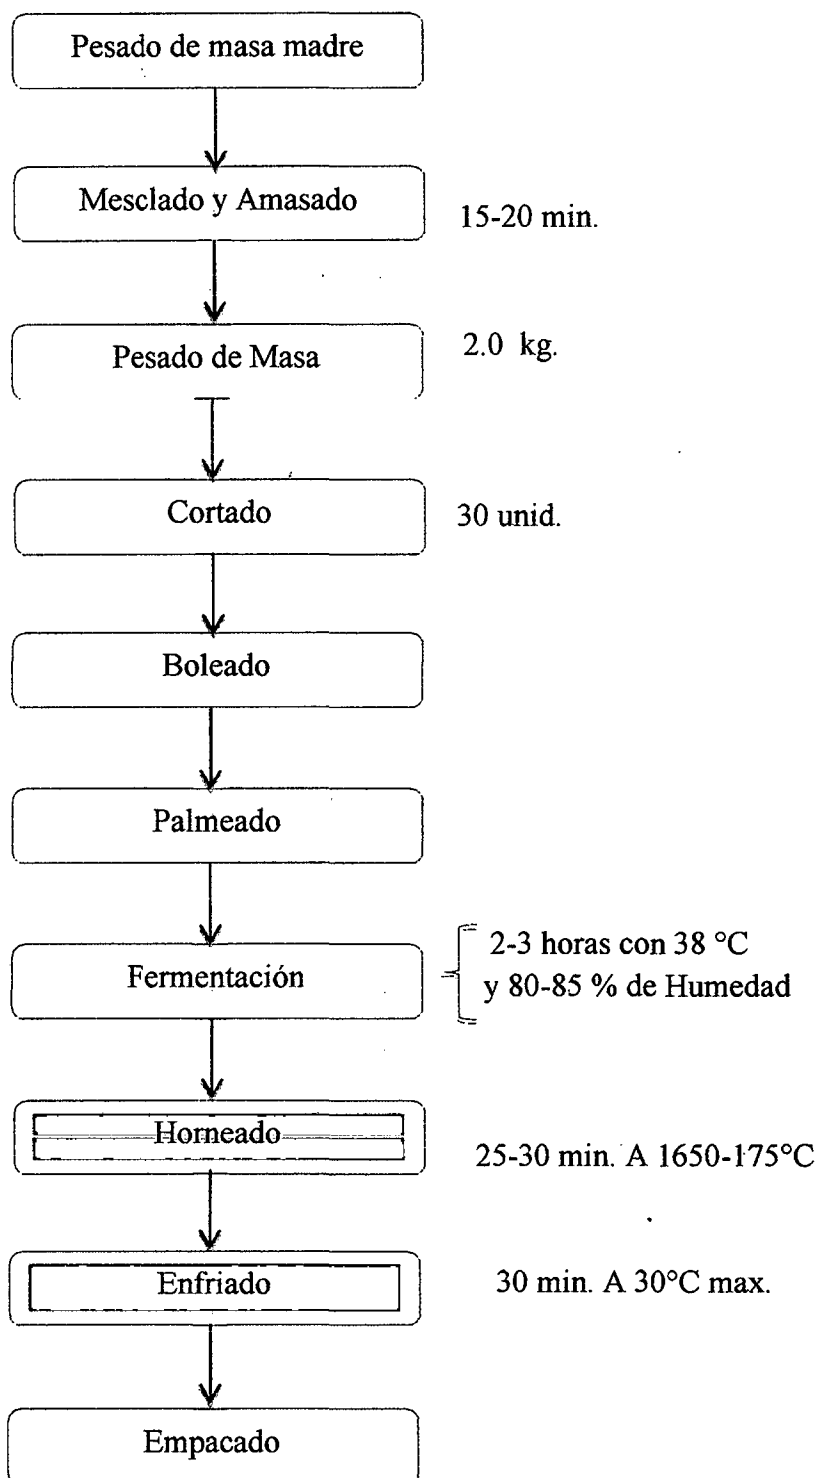 Pesado de masa madre
Mesclado y Amasado
15-20 min.
Pesado de Masa
2.0 kg.
Cortado
30 unid.
Boleado
Palmeado
Fermentación
2-3 horas con 38 °C
y 80-85 % de Humedad
Horneado
25-30 min. A 1650-175°C
Enfriado
30 min. A 30°C max.
Empacado